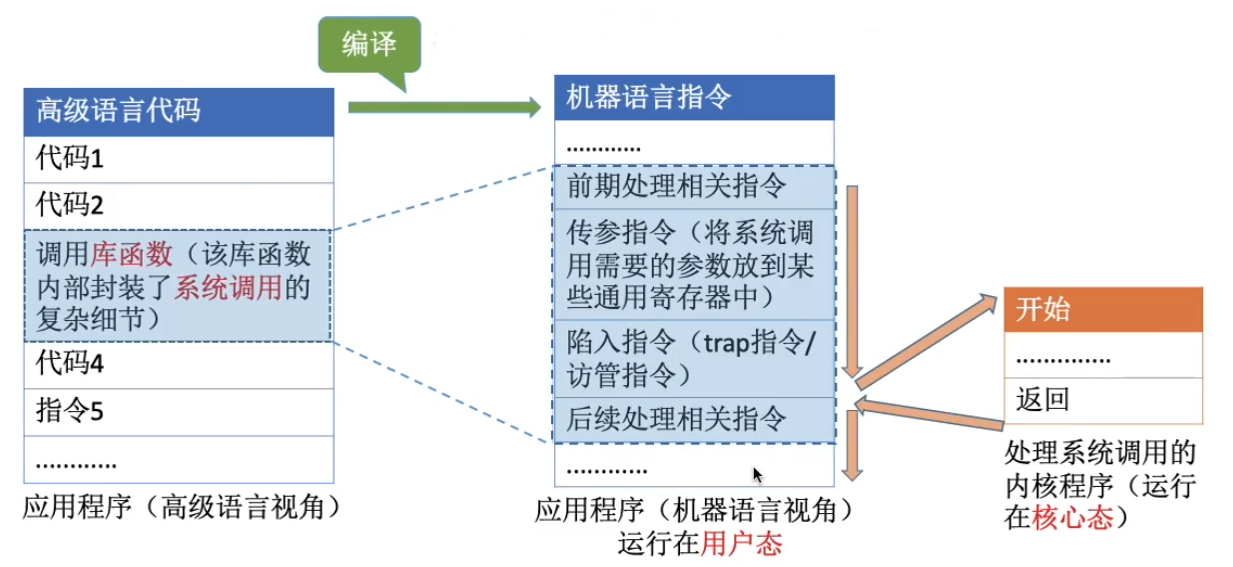 编译
高级语言代码
代码1
代码2
调用库函数（该库函数
内部封装了系统调用的
复杂细节）
代码4
指令5
............
应用程序（高级语言视角）
机器语言指令
............
前期处理相关指令
传参指令（将系统调
用需要的参数放到某
些通用寄存器中）
陷入指令（trap指令/
访管指令）
后续处理相关指令
............
应用程序（机器语言视角）
运行在用户态
开始
..............
返回
处理系统调用的
内核程序（运行
在核心态）